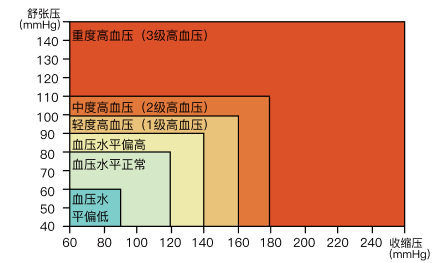 舒张压
(mmHg)
140
130
120
110
100
90
80
70
60
50
40
重度高血压（3级高血压）
中度高血压（2级高血压）
轻度高血压（1级高血压）
血压水平偏高
血压水平正常
血压水
平偏低
60 80 90 100 120 140 160 180 200 220 240
收缩压
(mmHg)